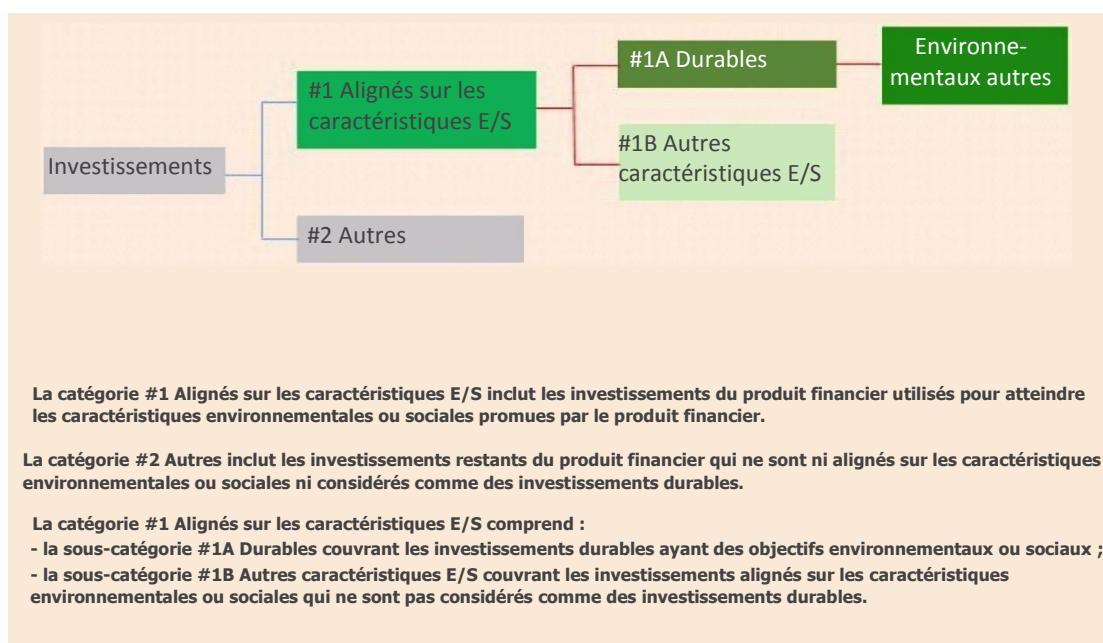 Investissements
#1 Alignés sur les
caractéristiques E/S
#2 Autres
#1A Durables
#1B Autres
caractéristiques E/S
Environne-
mentaux autres
La catégorie #1 Alignés sur les caractéristiques E/S inclut les investissements du produit financier utilisés pour atteindre
les caractéristiques environnementales ou sociales promues par le produit financier.
La catégorie #2 Autres inclut les investissements restants du produit financier qui ne sont ni alignés sur les caractéristiques
environnementales ou sociales ni considérés comme des investissements durables.
La catégorie #1 Alignés sur les caractéristiques E/S comprend :
- la sous-catégorie #1A Durables couvrant les investissements durables ayant des objectifs environnementaux ou sociaux ;
- la sous-catégorie #1B Autres caractéristiques E/S couvrant les investissements alignés sur les caractéristiques
environnementales ou sociales qui ne sont pas considérés comme des investissements durables.